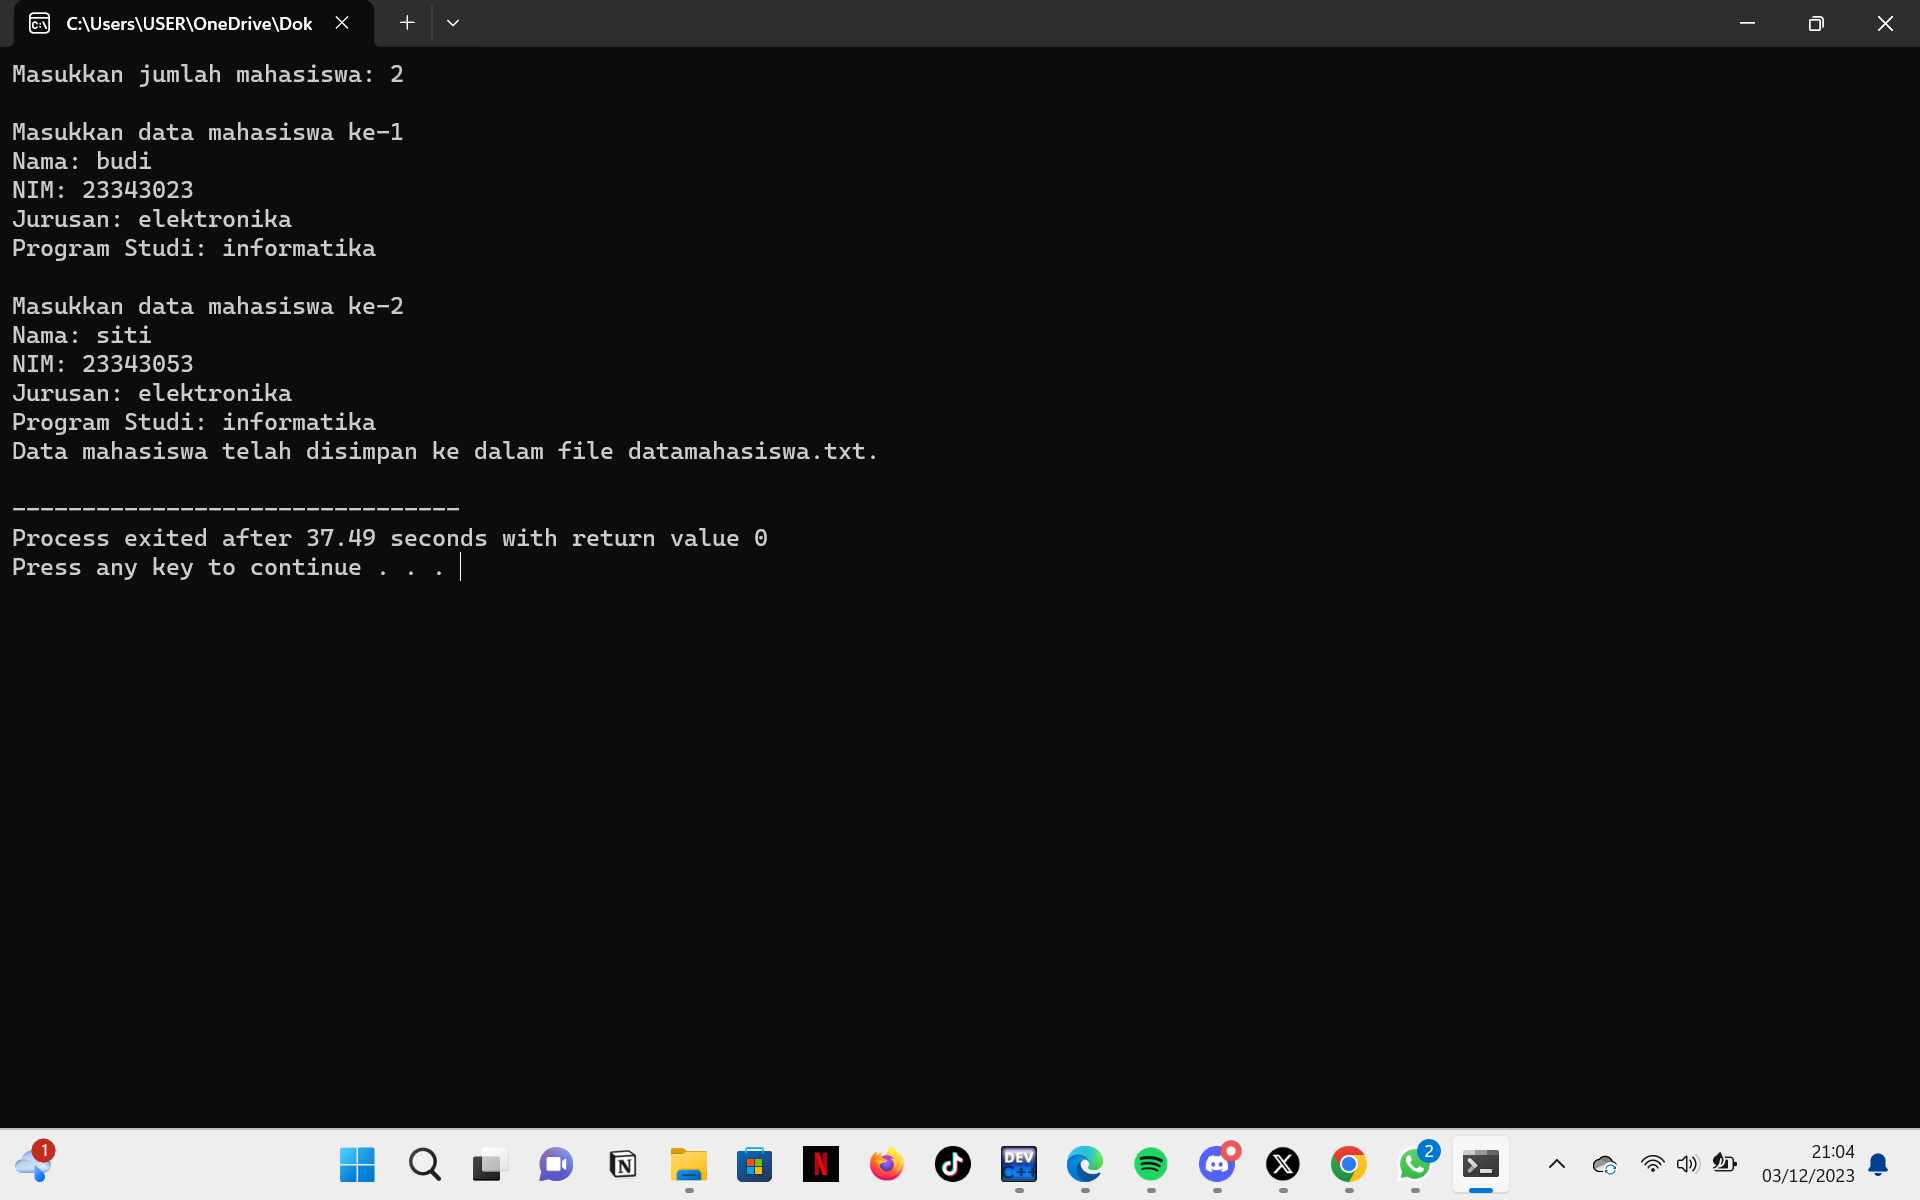 C:\Users\USER\OneDrive\Dok
Masukkan jumlah mahasiswa: 2
Masukkan data mahasiswa ke-1
Nama: budi
NIM: 23343023
Jurusan: elektronika
Program Studi: informatika
Masukkan data mahasiswa ke-2
Nama: siti
NIM: 23343053
Jurusan: elektronika
Program Studi: informatika
Data mahasiswa telah disimpan ke dalam file datamahasiswa.txt.
--------------------------------
Process exited after 37.49 seconds with return value 0
Press any key to continue . . .
1
N
N
DEV
C++
X
2
21:04
03/12/2023